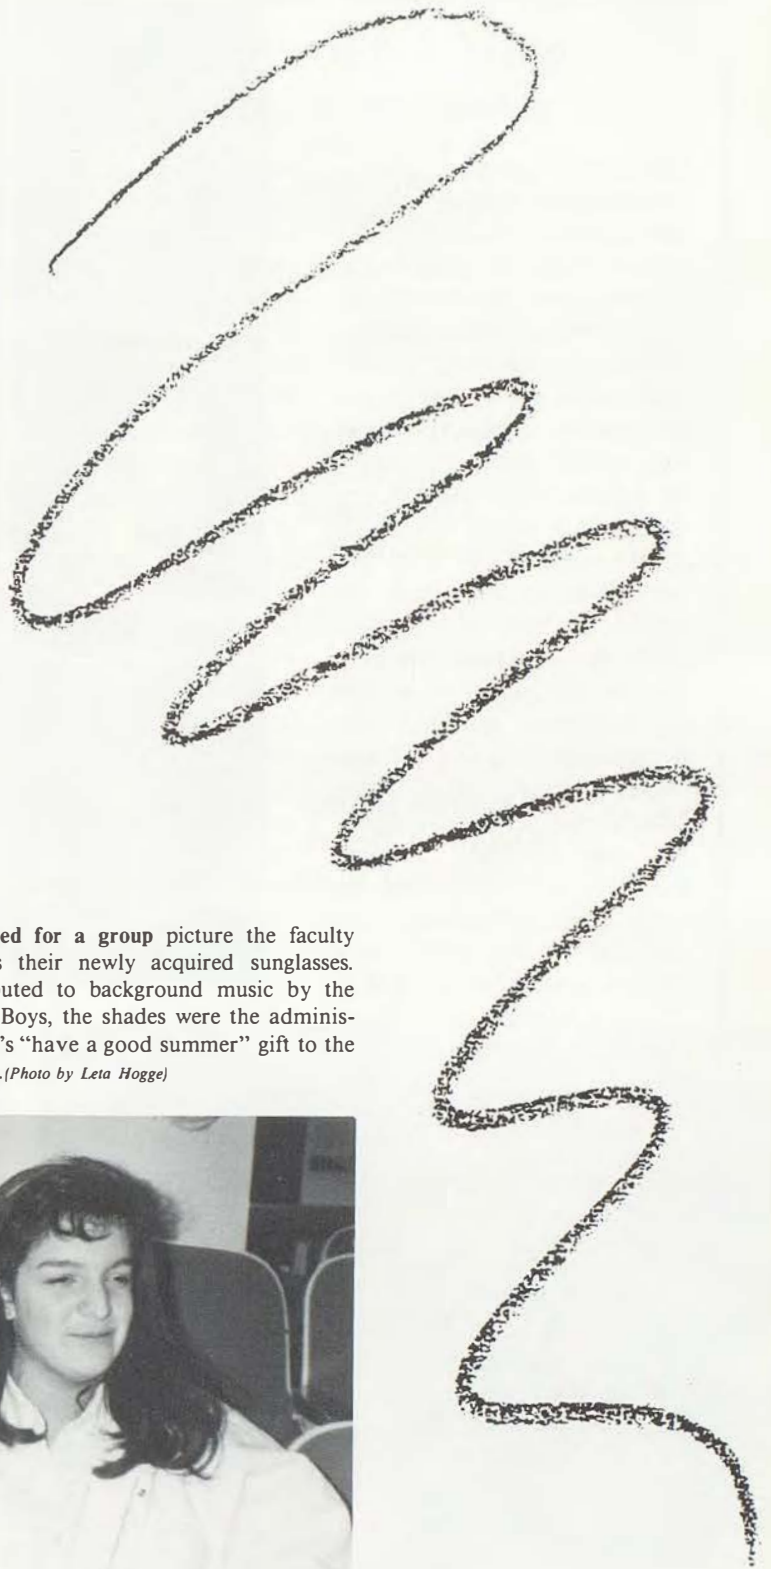 ed for a group picture the faculty
s their newly acquired sunglasses.
uted to background music by the
Boys, the shades were the adminis-
's "have a good summer" gift to the
.(Photo by Leta Hogge)